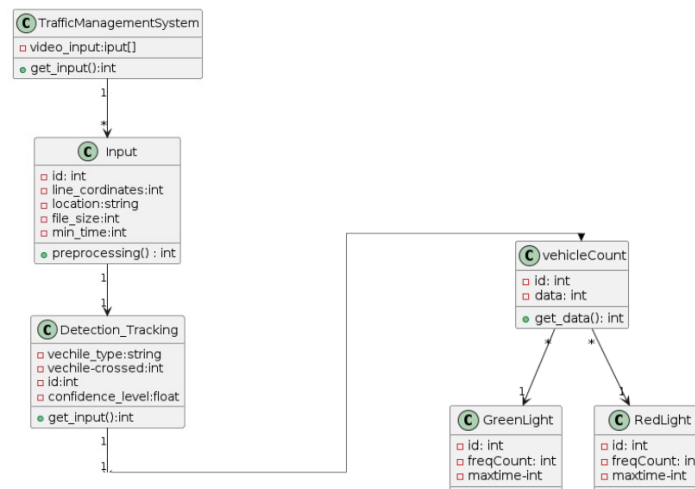 C TrafficManagementSystem
video_input:iput[]
get_input():int
1
*
C Input
id: int
line_cordinates:int
location:string
file_size:int
min_time:int
preprocessing() : int
1
1
C Detection_Tracking
vechile_type:string
vechile-crossed:int
id:int
confidence_level:float
get_input():int
1
1
C vehicleCount
id: int
data: int
get_data(): int
* *
1 1
C GreenLight
id: int
freqCount: int
maxtime-int
C RedLight
id: int
freqCount: int
maxtime-int